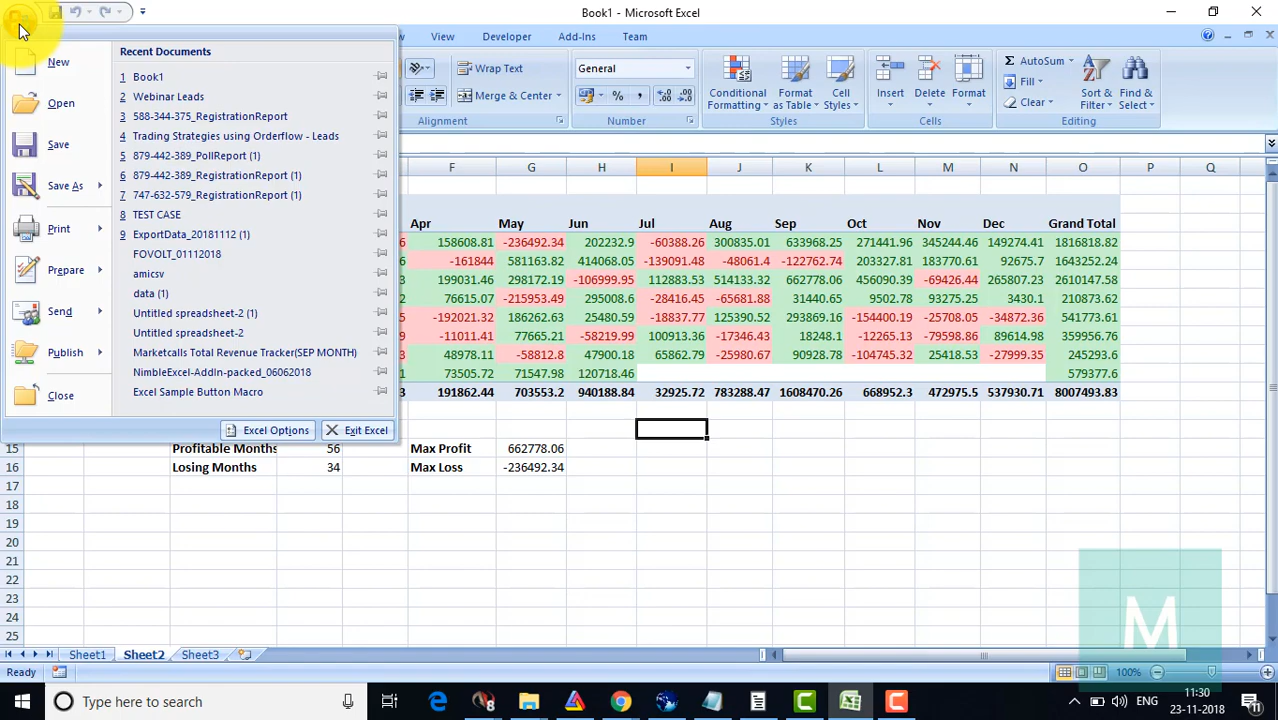 Book1 - Microsoft Excel
View Developer Add-Ins Team
New
Open
Save
Save As
Print
Prepare
Send
Publish
Close
Recent Documents
1 Book1
2 Webinar Leads
3 588-344-375_RegistrationReport
4 Trading Strategies using Orderflow - Leads
5 879-442-389_PollReport (1)
6 879-442-389_RegistrationReport (1)
7 747-632-579_RegistrationReport (1)
8 TEST CASE
9 ExportData_20181112 (1)
FOVOLT_01112018
amicsv
data (1)
Untitled spreadsheet-2 (1)
Untitled spreadsheet-2
Marketcalls Total Revenue Tracker(SEP MONTH)
NimbleExcel-AddIn-packed_06062018
Excel Sample Button Macro
Excel Options Exit Excel
Wrap Text
Merge & Center
Alignment
General
% ,
Number
Conditional Formatting
Format as Table
Cell Styles
Styles
Insert
Delete
Format
Cells
Σ AutoSum
Fill
Clear
Sort & Filter
Find & Select
Editing
F G H I J K L M N O P Q
Apr May Jun Jul Aug Sep Oct Nov Dec Grand Total
6 158608.81 -236492.34 202232.9 -60388.26 300835.01 633968.25 271441.96 345244.46 149274.41 1816818.82
-161844 581163.82 414068.05 -139091.48 -48061.4 -122762.74 203327.81 183770.61 92675.7 1643252.24
199031.46 298172.19 -106999.95 112883.53 514133.32 662778.06 456090.39 -69426.44 265807.23 2610147.58
2 76615.07 -215953.49 295008.6 -28416.45 -65681.88 31440.65 9502.78 93275.25 3430.1 210873.62
5 -192021.32 186262.63 25480.59 -18837.77 125390.52 293869.16 -154400.19 -25708.05 -34872.36 541773.61
-11011.41 77665.21 -58219.99 100913.36 -17346.43 18248.1 -12265.13 -79598.86 89614.98 359956.76
48978.11 -58812.8 47900.18 65862.79 -25980.67 90928.78 -104745.32 25418.53 -27999.35 245293.6
1 73505.72 71547.98 120718.46 579377.6
3 191862.44 703553.2 940188.84 32925.72 783288.47 1608470.26 668952.3 472975.5 537930.71 8007493.83
15 Profitable Months 56 Max Profit 662778.06
16 Losing Months 34 Max Loss -236492.34
17
18
19
20
21
22
23
24
25
M
Sheet1 Sheet2 Sheet3
Ready 100%
Type here to search
ENG
11:30
23-11-2018
11